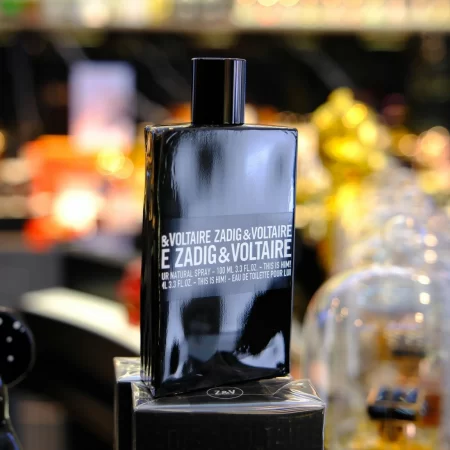 &VOLTAIRE ZADIG&VOLTAIRE
E ZADIG&VOLTAIRE
UR NATURAL SPRAY – 100 ML 3.3 FL.OZ. – THIS IS HIM!
ML 3.3 FL.OZ. – THIS IS HIM! – EAU DE TOILETTE POUR LUI
Z&V